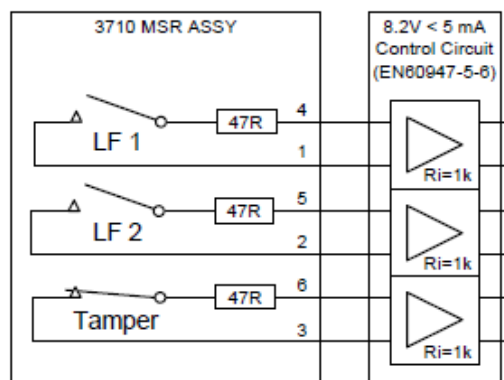 3710 MSR ASSY
8.2V < 5 mA
Control Circuit
(EN60947-5-6)
47R
4
LF 1
1
Ri=1k
47R
5
LF 2
2
Ri=1k
47R
6
Tamper
3
Ri=1k